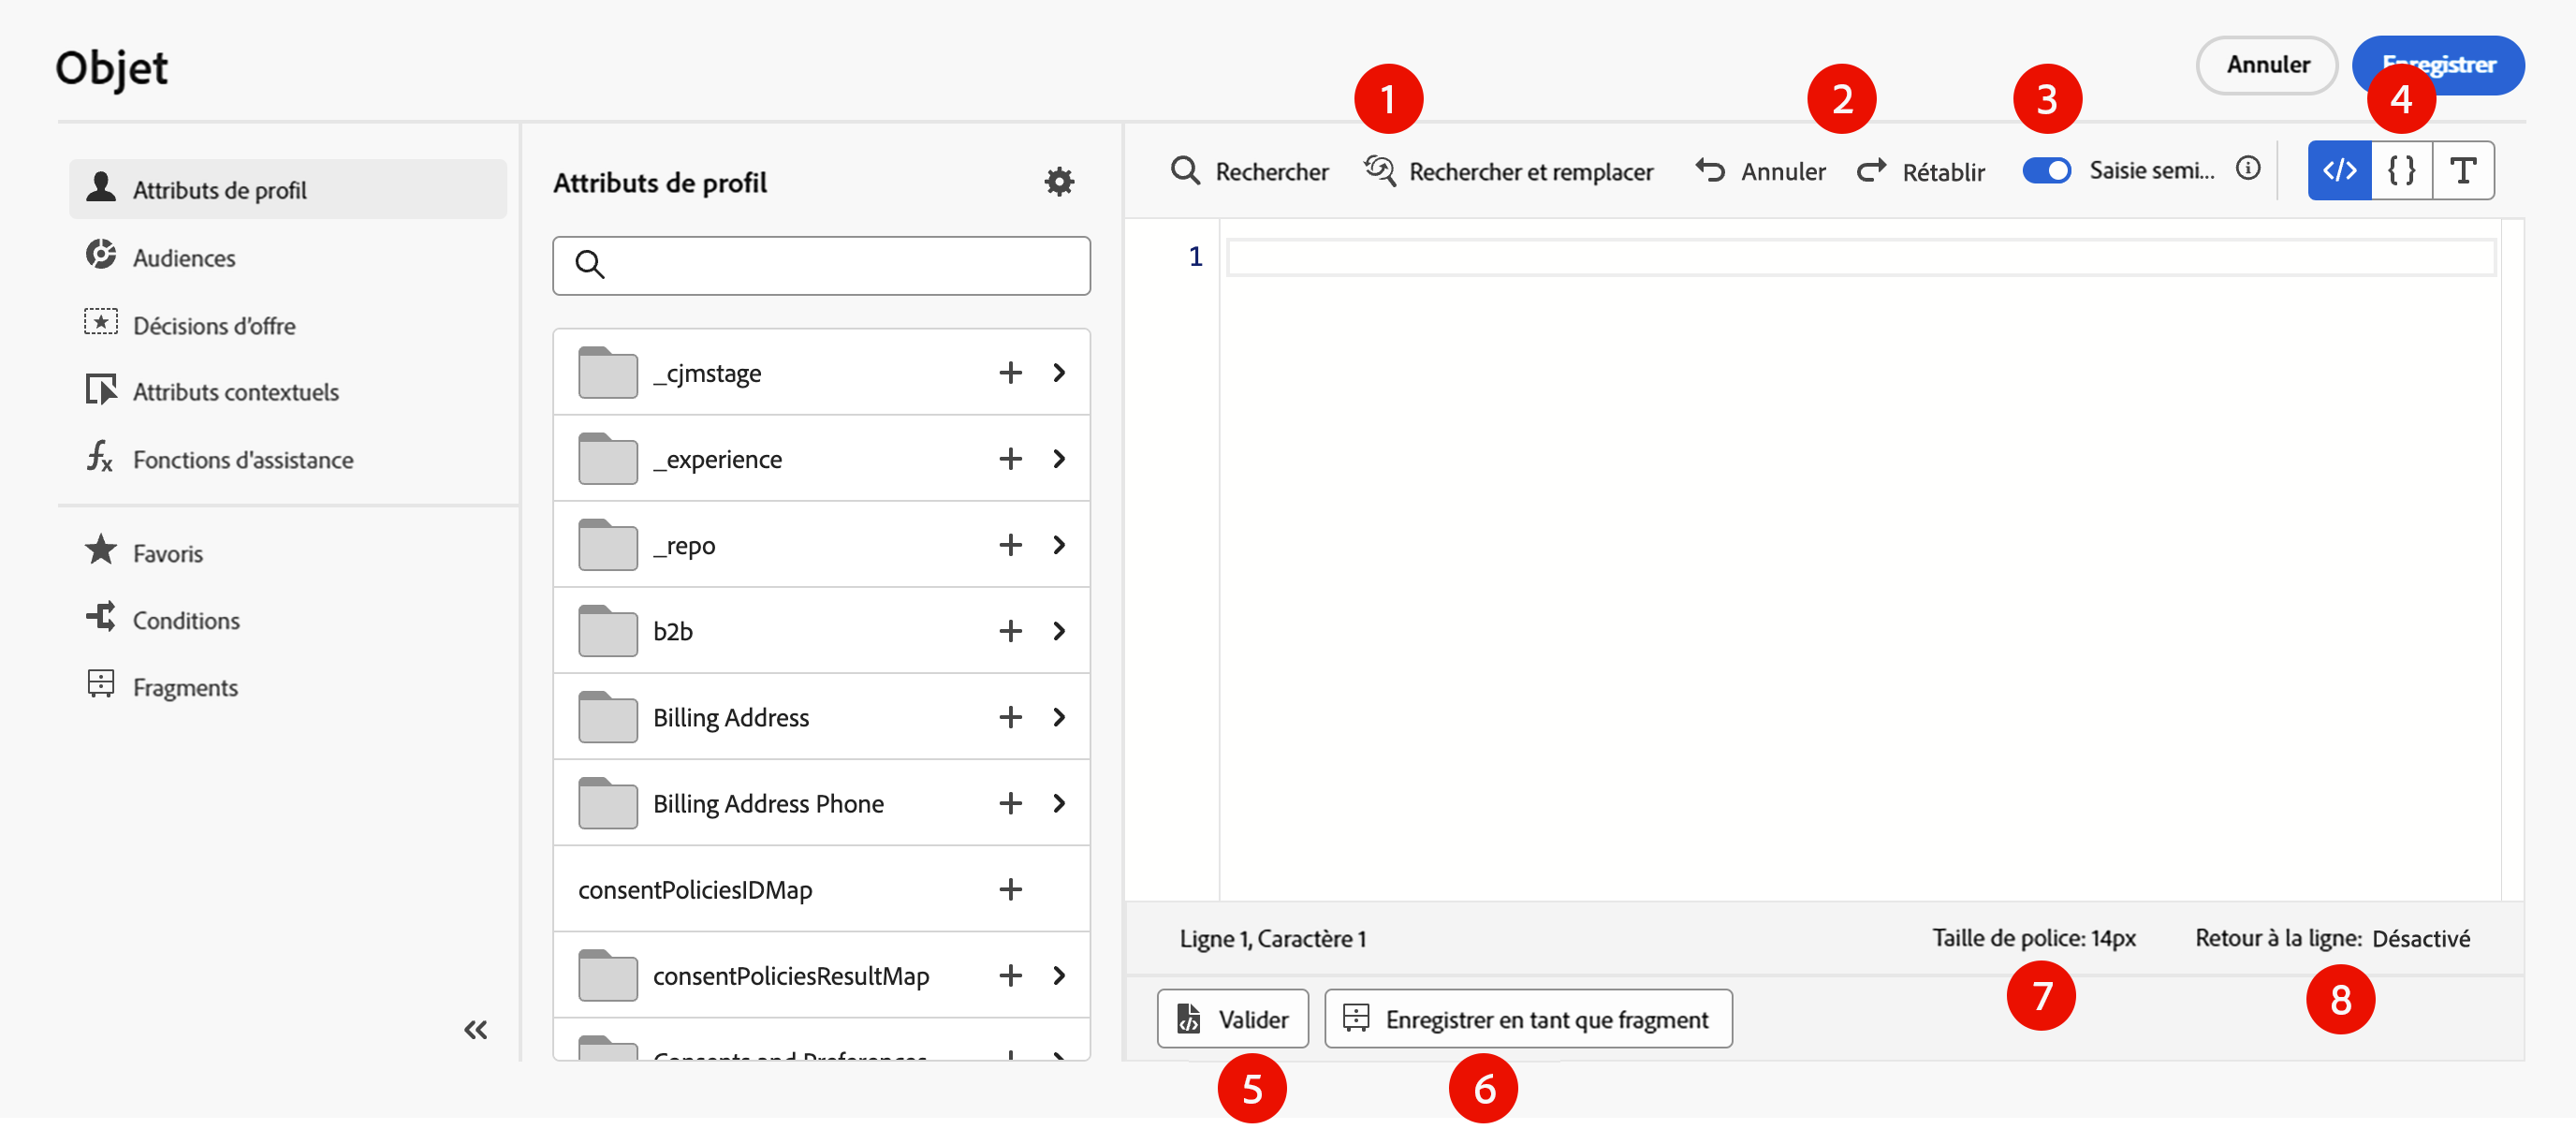 Objet
Annuler
Enregistrer
1
2
3
4
Attributs de profil
Audiences
Décisions d'offre
Attributs contextuels
Fonctions d'assistance
Favoris
Conditions
Fragments
Attributs de profil
_cjmstage
_experience
_repo
b2b
Billing Address
Billing Address Phone
consentPoliciesIDMap
consentPoliciesResultMap
Consents and Preferences
Rechercher
Rechercher et remplacer
Annuler
Rétablir
Saisie semi...
</>
{}
T
1
Ligne 1, Caractère 1
Taille de police: 14px
Retour à la ligne: Désactivé
7
8
Valider
Enregistrer en tant que fragment
5
6